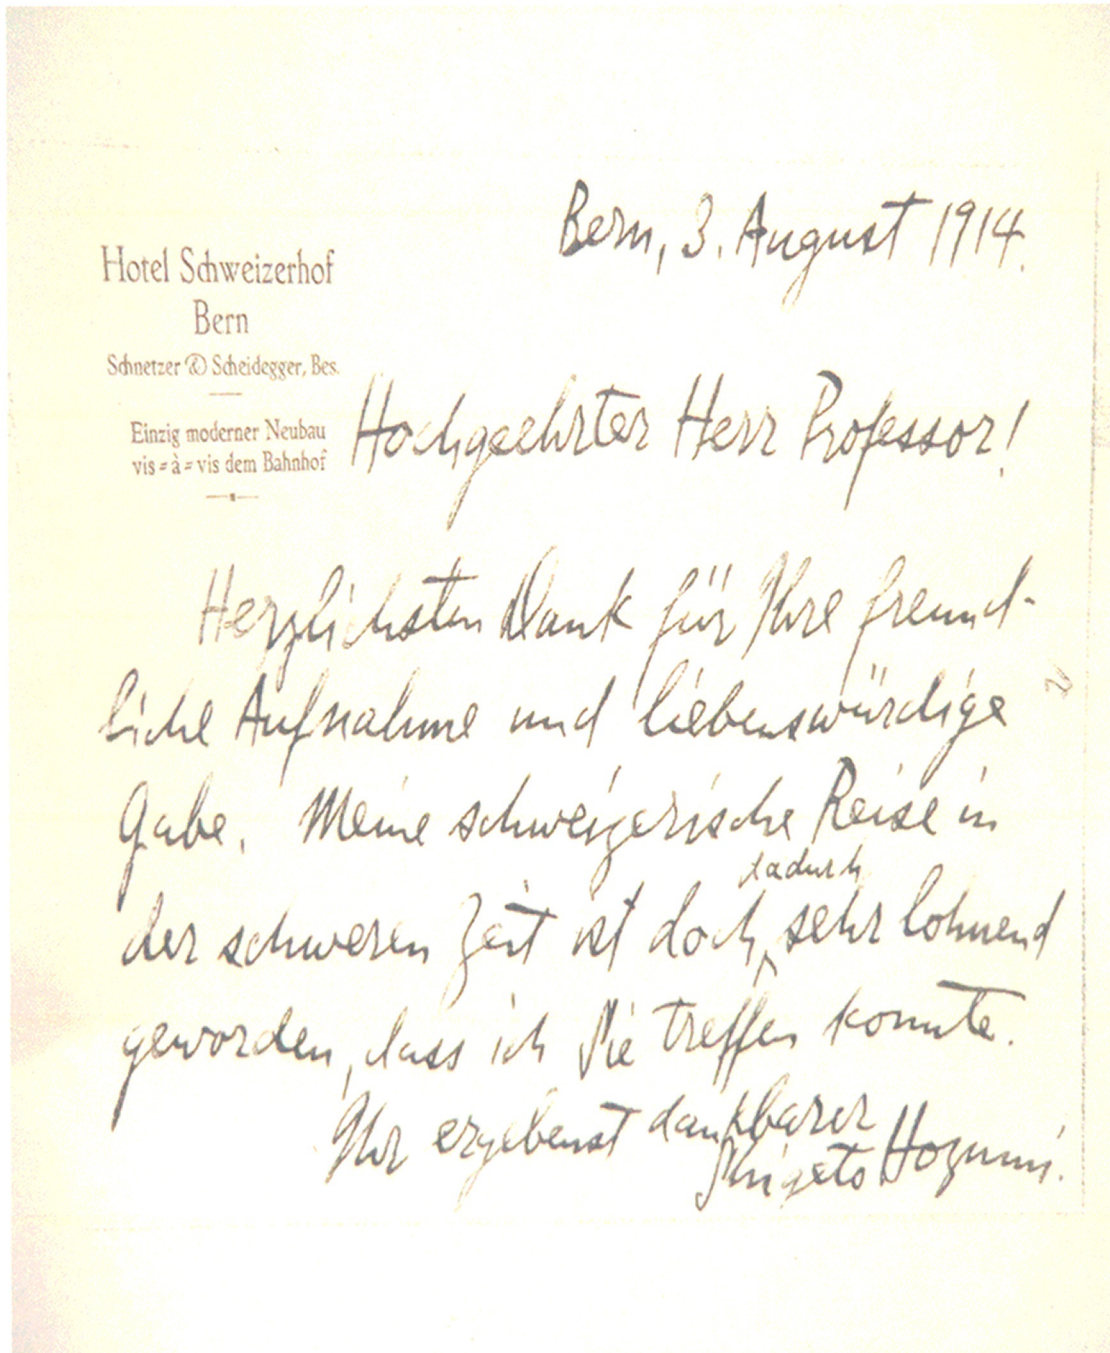 Bern, 3. August 1914.
Hotel Schweizerhof
Bern
Schnetzer & Scheidegger, Bes.
Einzig moderner Neubau
vis-à-vis dem Bahnhof
Hochgeehrter Herr Professor!
Herzlichsten Dank für Ihre freund-
liche Aufnahme und liebenswürdige
Gabe. Meine schweizerische Reise in
dadurch
der schweren Zeit ist doch sehr lohnend
geworden, dass ich Sie treffen konnte.
Ihr ergebenst dankbarer
Shigeto Hozumi.